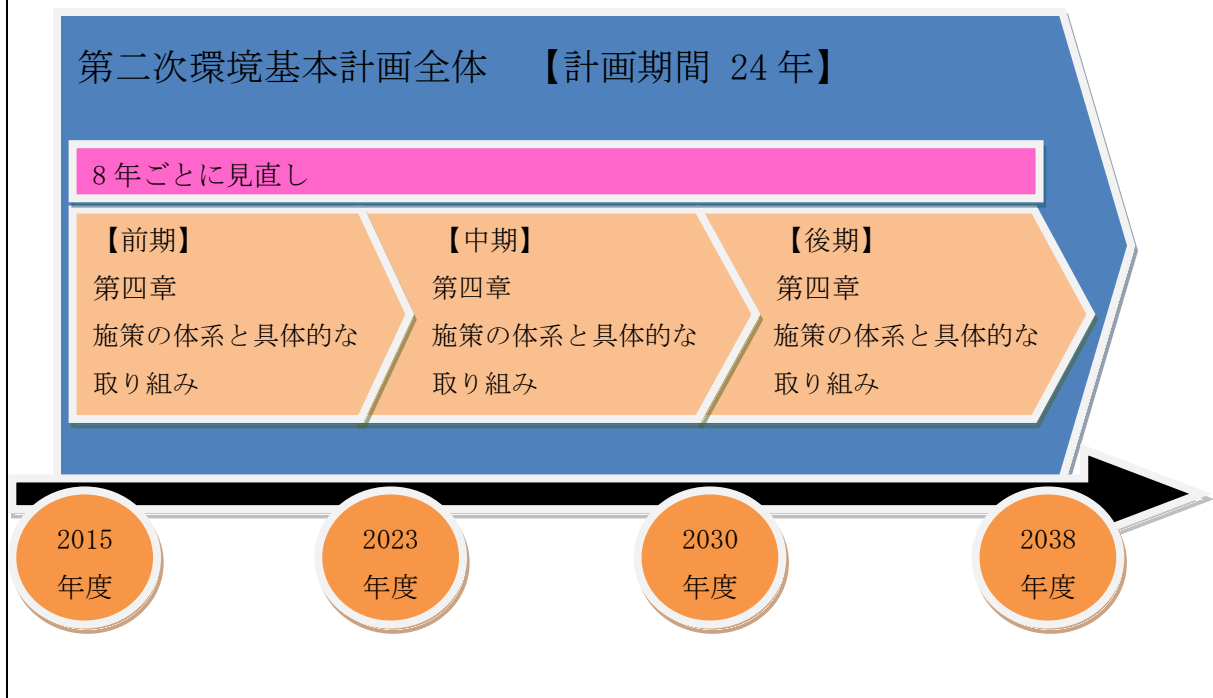 第二次環境基本計画全体 【計画期間 24年】
8年ごとに見直し
【前期】
第四章
施策の体系と具体的な
取り組み
【中期】
第四章
施策の体系と具体的な
取り組み
【後期】
第四章
施策の体系と具体的な
取り組み
2015
年度
2023
年度
2030
年度
2038
年度